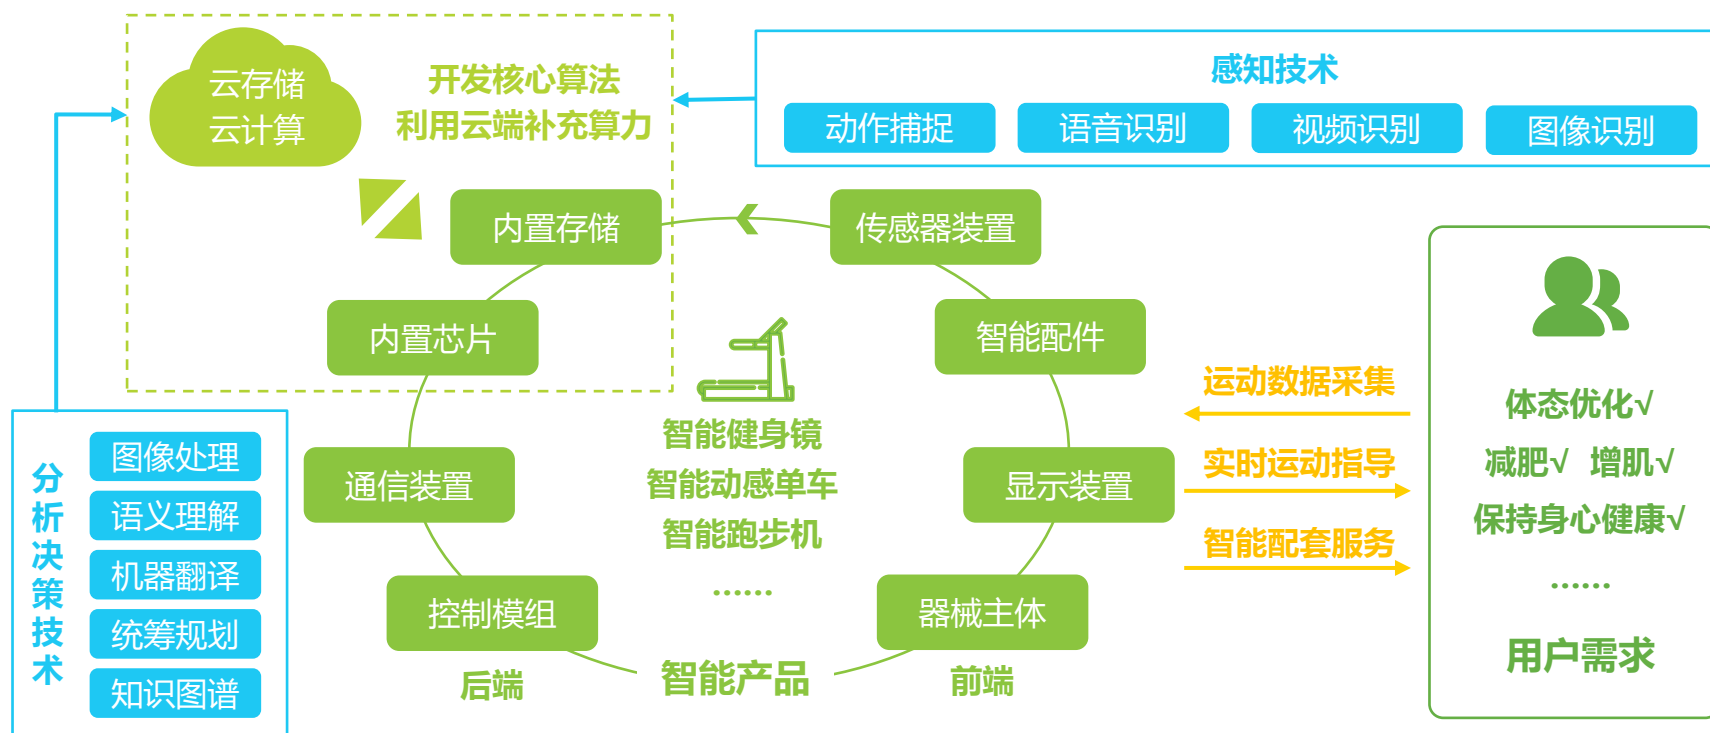 云存储
云计算
开发核心算法
利用云端补充算力
感知技术
动作捕捉
语音识别
视频识别
图像识别
内置存储
传感器装置
内置芯片
智能配件
通信装置
显示装置
控制模组
器械主体
智能健身镜
智能动感单车
智能跑步机
……
后端
智能产品
前端
分析决策技术
图像处理
语义理解
机器翻译
统筹规划
知识图谱
运动数据采集
实时运动指导
智能配套服务
体态优化√
减肥√ 增肌√
保持身心健康√
……
用户需求